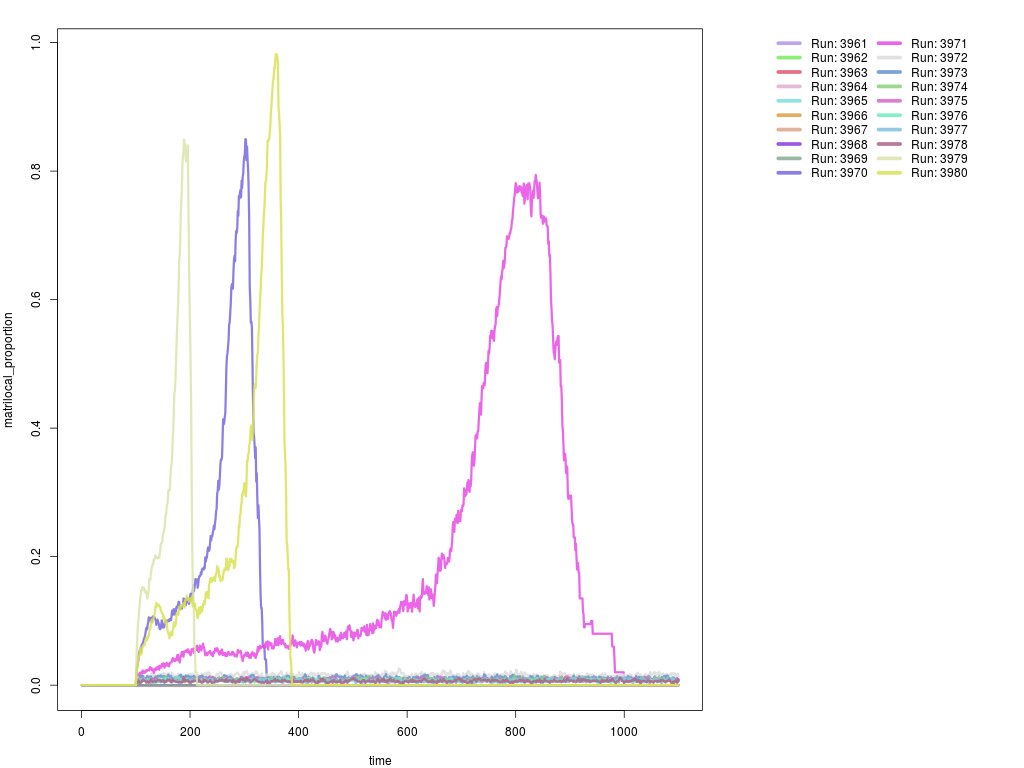 1.0
0.8
0.6
0.4
0.2
0.0
matrilocal_proportion
0 200 400 600 800 1000
time
Run: 3961 Run: 3971
Run: 3962 Run: 3972
Run: 3963 Run: 3973
Run: 3964 Run: 3974
Run: 3965 Run: 3975
Run: 3966 Run: 3976
Run: 3967 Run: 3977
Run: 3968 Run: 3978
Run: 3969 Run: 3979
Run: 3970 Run: 3980